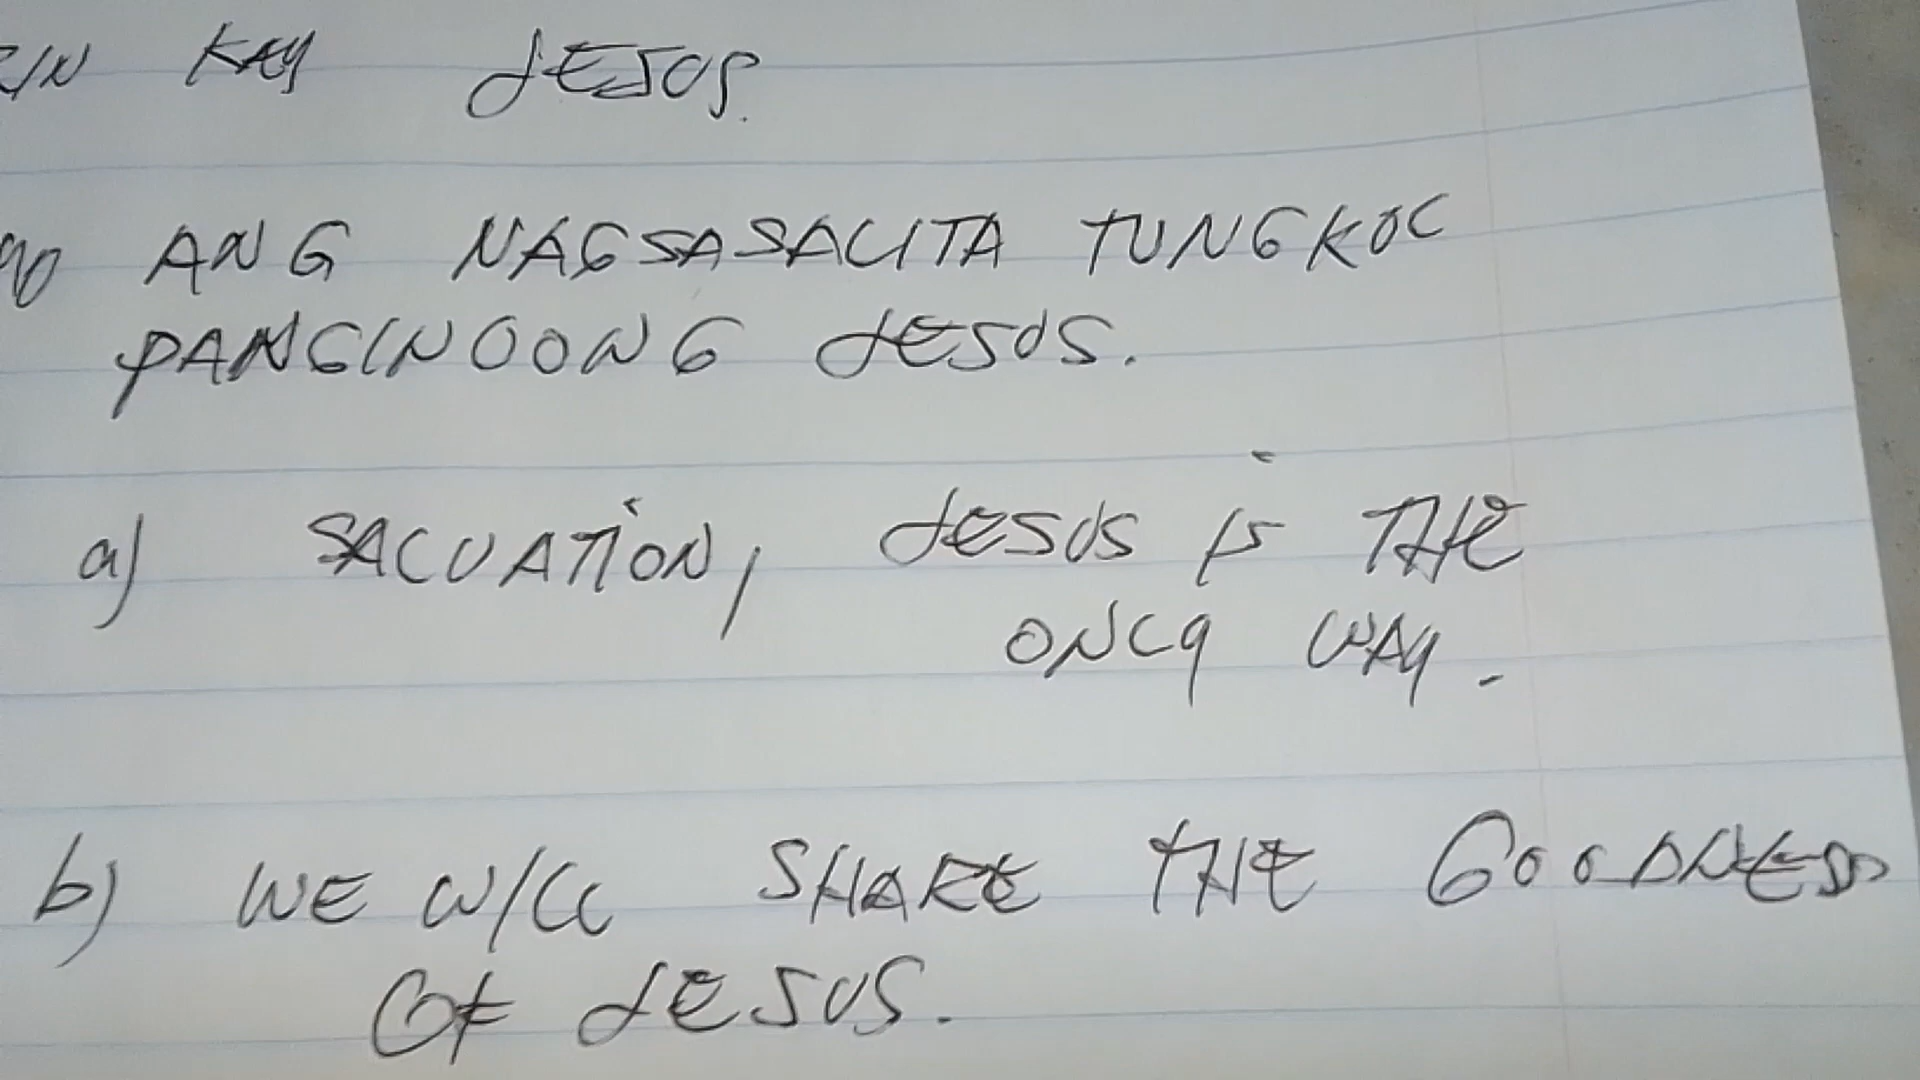 KAY JESUS.
ANG NAGSASALITA TUNGKOL
PANGINOONG JESUS.
a) SALVATION, JESUS IS THE
ONLY WAY.
b) WE WILL SHARE THE GOODNESS
OF JESUS.